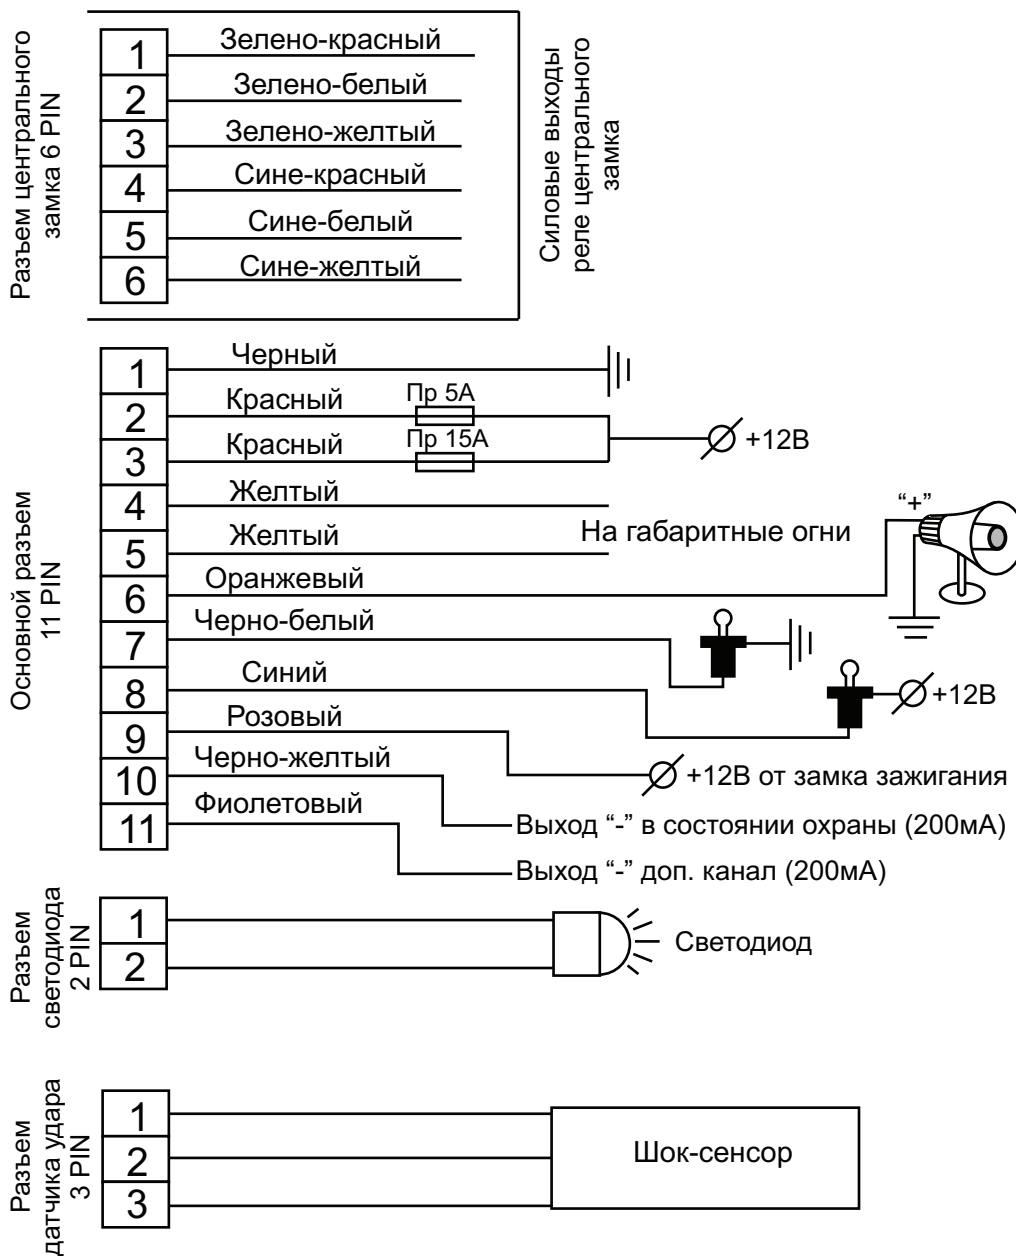 Разъем центрального
замка 6 PIN
1
Зелено-красный
2
Зелено-белый
3
Зелено-желтый
4
Сине-красный
5
Сине-белый
6
Сине-желтый
Силовые выходы
реле центрального
замка
Основной разъем
11 PIN
1
Черный
2
Красный
Пр 5А
3
Красный
Пр 15А
+12В
4
Желтый
5
Желтый
На габаритные огни
“+”
6
Оранжевый
7
Черно-белый
8
Синий
+12В
9
Розовый
+12В от замка зажигания
10
Черно-желтый
Выход “-” в состоянии охраны (200мА)
11
Фиолетовый
Выход “-” доп. канал (200мА)
Разъем
светодиода
2 PIN
1
2
Светодиод
Разъем
датчика удара
3 PIN
1
2
3
Шок-сенсор